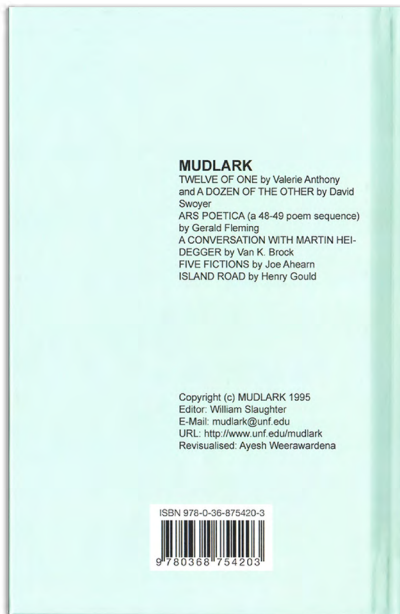 MUDLARK
TWELVE OF ONE by Valerie Anthony
and A DOZEN OF THE OTHER by David
Swoyer
ARS POETICA (a 48-49 poem sequence)
by Gerald Fleming
A CONVERSATION WITH MARTIN HEI-
DEGGER by Van K. Brock
FIVE FICTIONS by Joe Ahearn
ISLAND ROAD by Henry Gould
Copyright (c) MUDLARK 1995
Editor: William Slaughter
E-Mail: mudlark@unf.edu
URL: http://www.unf.edu/mudlark
Revisualised: Ayesh Weerawardena
ISBN 978-0-36-875420-3
9 780368 754203